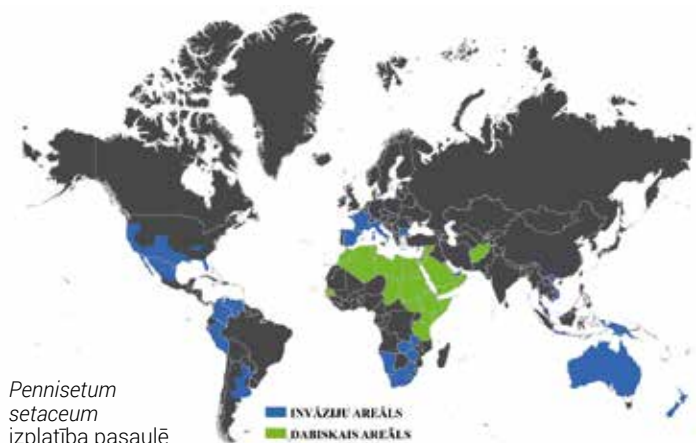 Pennisetum
setaceum
izplatība pasaulē
INVĀZIJU AREĀLS
DABISKAIS AREĀLS